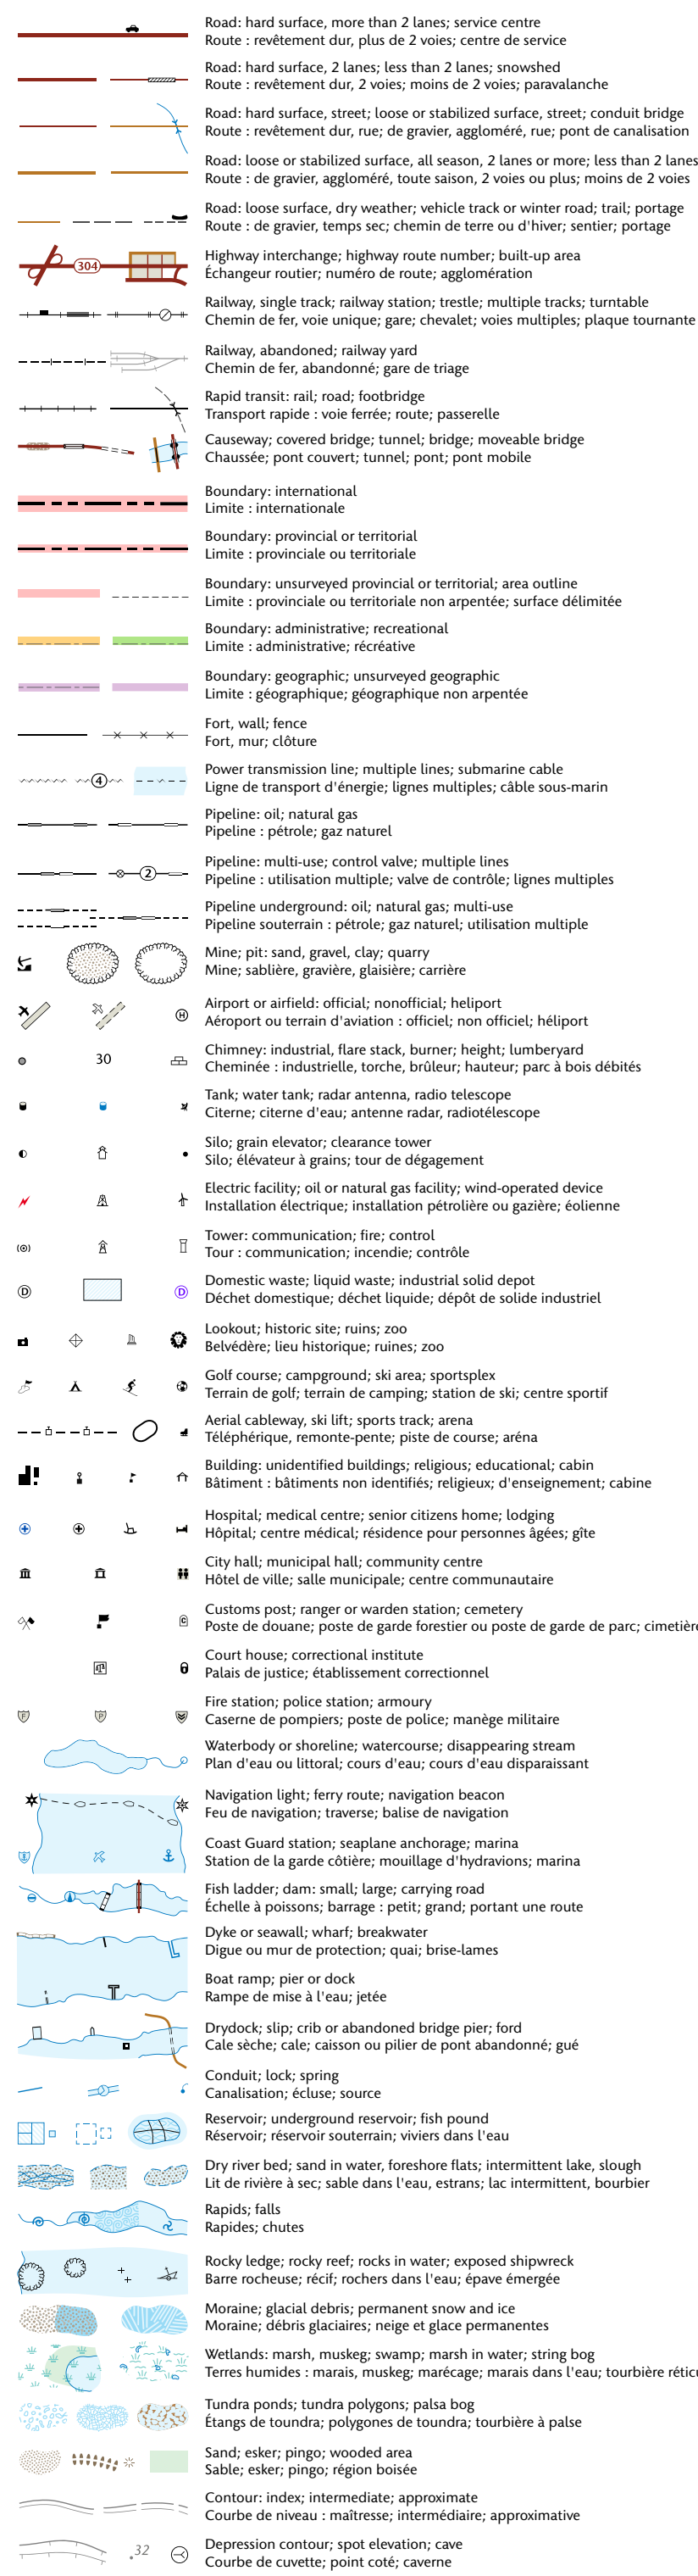 Road: hard surface, more than 2 lanes; service centre
Route : revêtement dur, plus de 2 voies; centre de service
Road: hard surface, 2 lanes; less than 2 lanes; snowshed
Route : revêtement dur, 2 voies; moins de 2 voies; paravalanche
Road: hard surface, street; loose or stabilized surface, street; conduit bridge
Route : revêtement dur, rue; de gravier, aggloméré, rue; pont de canalisation
Road: loose or stabilized surface, all season, 2 lanes or more; less than 2 lanes
Route : de gravier, aggloméré, toute saison, 2 voies ou plus; moins de 2 voies
Road: loose surface, dry weather; vehicle track or winter road; trail; portage
Route : de gravier, temps sec; chemin de terre ou d'hiver; sentier; portage
304
Highway interchange; highway route number; built-up area
Échangeur routier; numéro de route; agglomération
Railway, single track; railway station; trestle; multiple tracks; turntable
Chemin de fer, voie unique; gare; chevalet; voies multiples; plaque tournante
Railway, abandoned; railway yard
Chemin de fer, abandonné; gare de triage
Rapid transit: rail; road; footbridge
Transport rapide : voie ferrée; route; passerelle
Causeway; covered bridge; tunnel; bridge; moveable bridge
Chaussée; pont couvert; tunnel; pont; pont mobile
Boundary: international
Limite : internationale
Boundary: provincial or territorial
Limite : provinciale ou territoriale
Boundary: unsurveyed provincial or territorial; area outline
Limite : provinciale ou territoriale non arpentée; surface délimitée
Boundary: administrative; recreational
Limite : administrative; récréative
Boundary: geographic; unsurveyed geographic
Limite : géographique; géographique non arpentée
Fort, wall; fence
Fort, mur; clôture
4
Power transmission line; multiple lines; submarine cable
Ligne de transport d'énergie; lignes multiples; câble sous-marin
Pipeline: oil; natural gas
Pipeline : pétrole; gaz naturel
2
Pipeline: multi-use; control valve; multiple lines
Pipeline : utilisation multiple; valve de contrôle; lignes multiples
Pipeline underground: oil; natural gas; multi-use
Pipeline souterrain : pétrole; gaz naturel; utilisation multiple
Mine; pit: sand, gravel, clay; quarry
Mine; sablière, gravière, glaisière; carrière
H
Airport or airfield: official; nonofficial; heliport
Aéroport ou terrain d'aviation : officiel; non officiel; héliport
30
Chimney: industrial, flare stack, burner; height; lumberyard
Cheminée : industrielle, torche, brûleur; hauteur; parc à bois débités
Tank; water tank; radar antenna, radio telescope
Citerne; citerne d'eau; antenne radar, radiotélescope
Silo; grain elevator; clearance tower
Silo; élévateur à grains; tour de dégagement
Electric facility; oil or natural gas facility; wind-operated device
Installation électrique; installation pétrolière ou gazière; éolienne
Tower: communication; fire; control
Tour : communication; incendie; contrôle
D D
Domestic waste; liquid waste; industrial solid depot
Déchet domestique; déchet liquide; dépôt de solide industriel
Lookout; historic site; ruins; zoo
Belvédère; lieu historique; ruines; zoo
Golf course; campground; ski area; sportsplex
Terrain de golf; terrain de camping; station de ski; centre sportif
Aerial cableway, ski lift; sports track; arena
Téléphérique, remonte-pente; piste de course; aréna
Building: unidentified buildings; religious; educational; cabin
Bâtiment : bâtiments non identifiés; religieux; d'enseignement; cabine
Hospital; medical centre; senior citizens home; lodging
Hôpital; centre médical; résidence pour personnes âgées; gîte
City hall; municipal hall; community centre
Hôtel de ville; salle municipale; centre communautaire
C
Customs post; ranger or warden station; cemetery
Poste de douane; poste de garde forestier ou poste de garde de parc; cimetière
Court house; correctional institute
Palais de justice; établissement correctionnel
F P
Fire station; police station; armoury
Caserne de pompiers; poste de police; manège militaire
Waterbody or shoreline; watercourse; disappearing stream
Plan d'eau ou littoral; cours d'eau; cours d'eau disparaissant
Navigation light; ferry route; navigation beacon
Feu de navigation; traverse; balise de navigation
Coast Guard station; seaplane anchorage; marina
Station de la garde côtière; mouillage d'hydravions; marina
Fish ladder; dam: small; large; carrying road
Échelle à poissons; barrage : petit; grand; portant une route
Dyke or seawall; wharf; breakwater
Digue ou mur de protection; quai; brise-lames
Boat ramp; pier or dock
Rampe de mise à l'eau; jetée
Drydock; slip; crib or abandoned bridge pier; ford
Cale sèche; cale; caisson ou pilier de pont abandonné; gué
Conduit; lock; spring
Canalisation; écluse; source
Reservoir; underground reservoir; fish pound
Réservoir; réservoir souterrain; viviers dans l'eau
Dry river bed; sand in water, foreshore flats; intermittent lake, slough
Lit de rivière à sec; sable dans l'eau, estrans; lac intermittent, bourbier
Rapids; falls
Rapides; chutes
Rocky ledge; rocky reef; rocks in water; exposed shipwreck
Barre rocheuse; récif; rochers dans l'eau; épave émergée
Moraine; glacial debris; permanent snow and ice
Moraine; débris glaciaires; neige et glace permanentes
Wetlands: marsh, muskeg; swamp; marsh in water; string bog
Terres humides : marais, muskeg; marécage; marais dans l'eau; tourbière réticu
Tundra ponds; tundra polygons; palsa bog
Étangs de toundra; polygones de toundra; tourbière à palse
Sand; esker; pingo; wooded area
Sable; esker; pingo; région boisée
Contour: index; intermediate; approximate
Courbe de niveau : maîtresse; intermédiaire; approximative
.32
Depression contour; spot elevation; cave
Courbe de cuvette; point coté; caverne